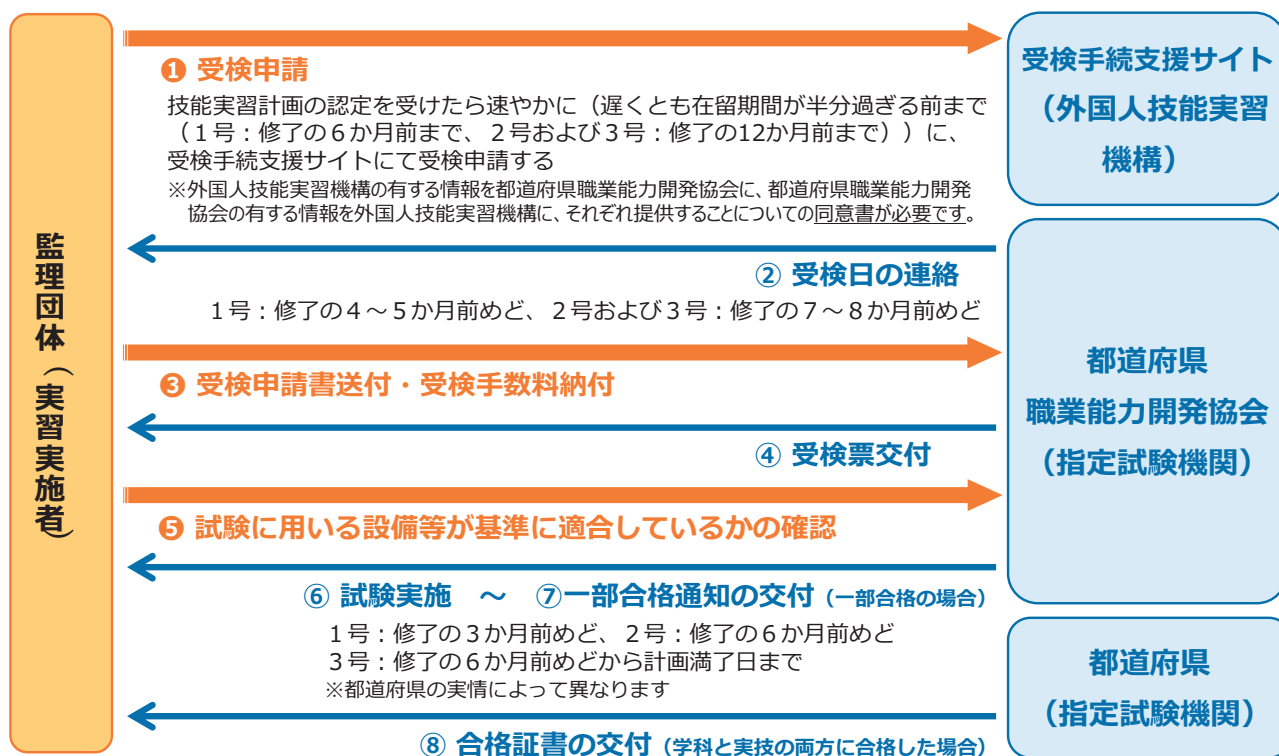 監理団体（実習実施者）
❶ 受検申請
技能実習計画の認定を受けたら速やかに（遅くとも在留期間が半分過ぎる前まで
（１号：修了の６か月前まで、２号および３号：修了の12か月前まで））に、
受検手続支援サイトにて受検申請する
※外国人技能実習機構の有する情報を都道府県職業能力開発協会に、都道府県職業能力開発
協会の有する情報を外国人技能実習機構に、それぞれ提供することについての同意書が必要です。
受検手続支援サイト
（外国人技能実習
機構）
② 受検日の連絡
１号：修了の４～５か月前めど、２号および３号：修了の７～８か月前めど
❸ 受検申請書送付・受検手数料納付
④ 受検票交付
❺ 試験に用いる設備等が基準に適合しているかの確認
⑥ 試験実施　～　⑦一部合格通知の交付（一部合格の場合）
１号：修了の３か月前めど、２号：修了の６か月前めど
３号：修了の６か月前めどから計画満了日まで
※都道府県の実情によって異なります
都道府県
職業能力開発協会
（指定試験機関）
⑧ 合格証書の交付（学科と実技の両方に合格した場合）
都道府県
（指定試験機関）